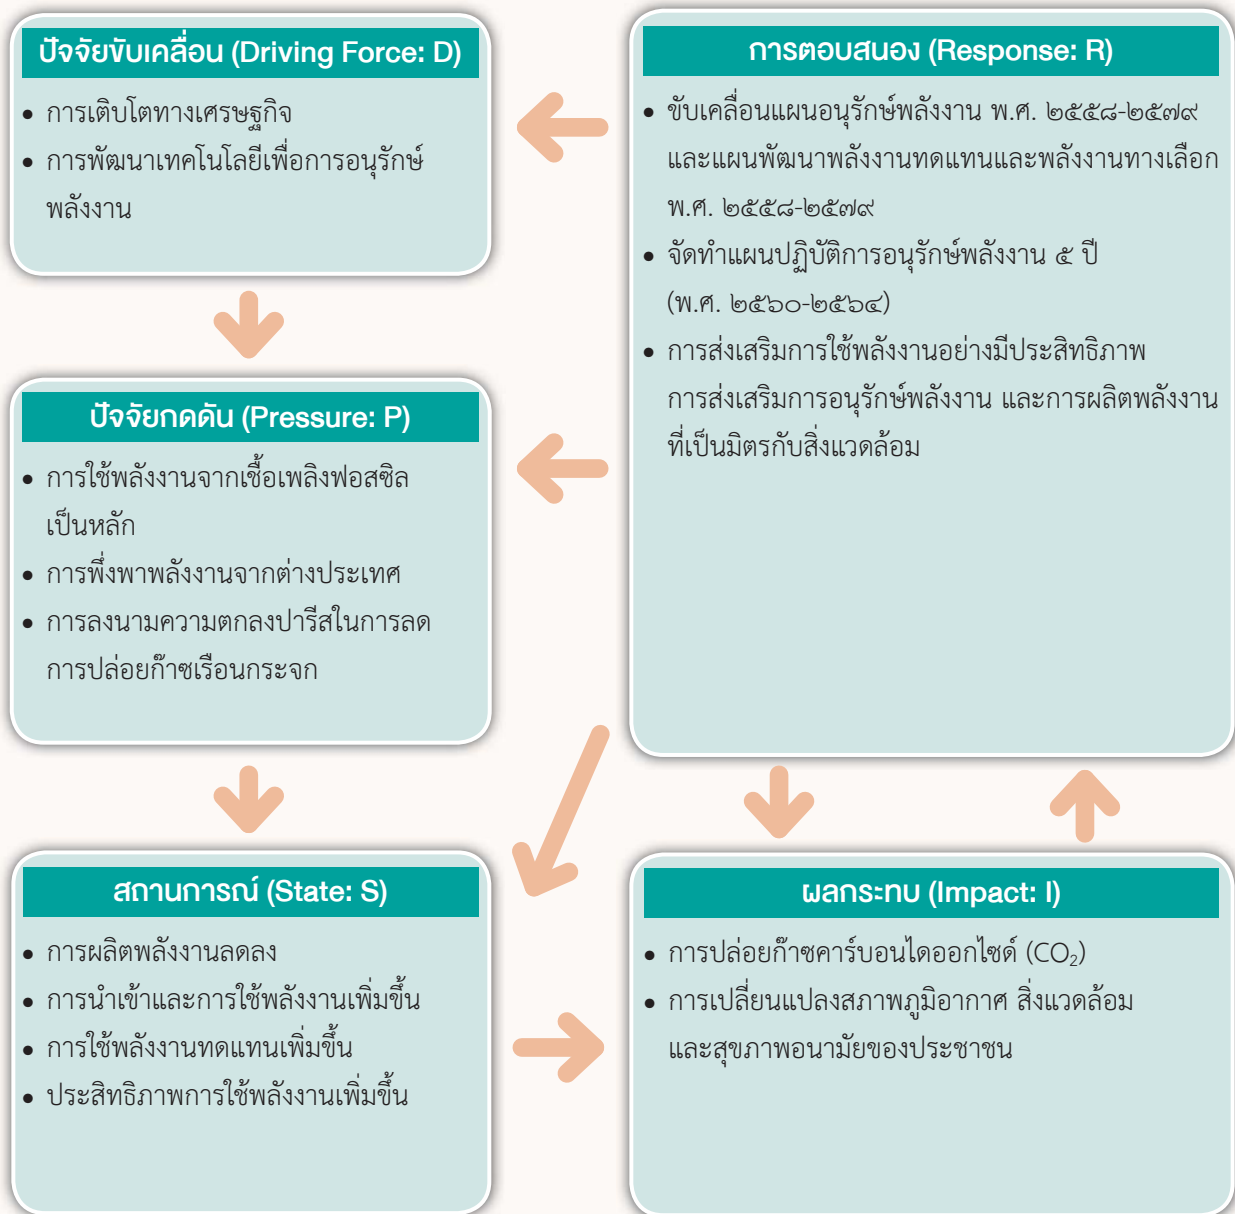 ปัจจัยขับเคลื่อน (Driving Force: D)
• การเติบโตทางเศรษฐกิจ
• การพัฒนาเทคโนโลยีเพื่อการอนุรักษ์
พลังงาน
ปัจจัยกดดัน (Pressure: P)
• การใช้พลังงานจากเชื้อเพลิงฟอสซิล
เป็นหลัก
• การพึ่งพาพลังงานจากต่างประเทศ
• การลงนามความตกลงปารีสในการลด
การปล่อยก๊าซเรือนกระจก
สถานการณ์ (State: S)
• การผลิตพลังงานลดลง
• การนำเข้าและการใช้พลังงานเพิ่มขึ้น
• การใช้พลังงานทดแทนเพิ่มขึ้น
• ประสิทธิภาพการใช้พลังงานเพิ่มขึ้น
การตอบสนอง (Response: R)
• ขับเคลื่อนแผนอนุรักษ์พลังงาน พ.ศ. ๒๕๕๘-๒๕๗๙
และแผนพัฒนาพลังงานทดแทนและพลังงานทางเลือก
พ.ศ. ๒๕๕๘-๒๕๗๙
• จัดทำแผนปฏิบัติการอนุรักษ์พลังงาน ๕ ปี
(พ.ศ. ๒๕๖๐-๒๕๖๔)
• การส่งเสริมการใช้พลังงานอย่างมีประสิทธิภาพ
การส่งเสริมการอนุรักษ์พลังงาน และการผลิตพลังงาน
ที่เป็นมิตรกับสิ่งแวดล้อม
ผลกระทบ (Impact: I)
• การปล่อยก๊าซคาร์บอนไดออกไซด์ (CO₂)
• การเปลี่ยนแปลงสภาพภูมิอากาศ สิ่งแวดล้อม
และสุขภาพอนามัยของประชาชน